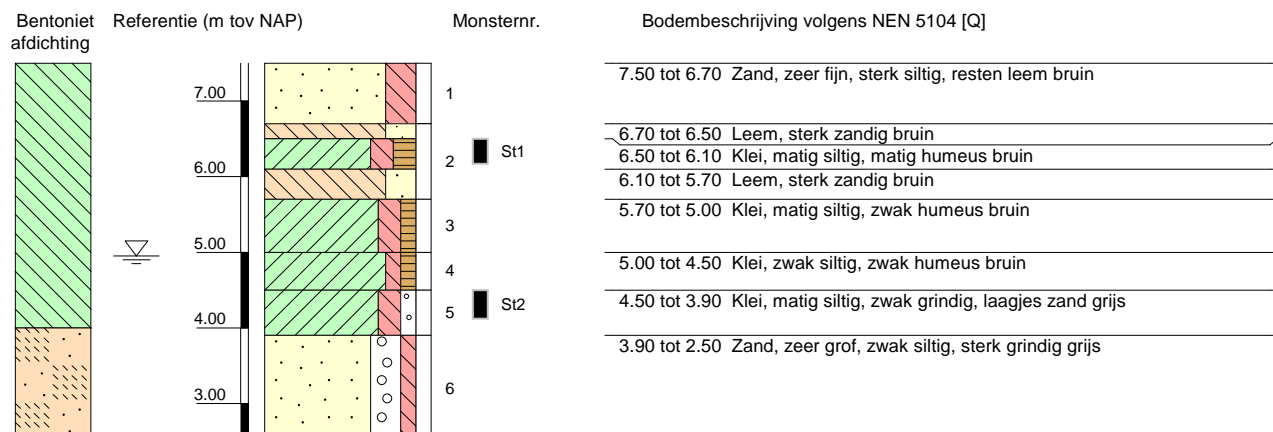 Bentoniet Referentie (m tov NAP) Monsternr. Bodembeschrijving volgens NEN 5104 [Q]
afdichting
7.50 tot 6.70 Zand, zeer fijn, sterk siltig, resten leem bruin
7.00 1
6.70 tot 6.50 Leem, sterk zandig bruin
2 St1 6.50 tot 6.10 Klei, matig siltig, matig humeus bruin
6.00 6.10 tot 5.70 Leem, sterk zandig bruin
5.70 tot 5.00 Klei, matig siltig, zwak humeus bruin
3
5.00
5.00 tot 4.50 Klei, zwak siltig, zwak humeus bruin
4
4.50 tot 3.90 Klei, matig siltig, zwak grindig, laagjes zand grijs
5 St2
4.00
3.90 tot 2.50 Zand, zeer grof, zwak siltig, sterk grindig grijs
6
3.00